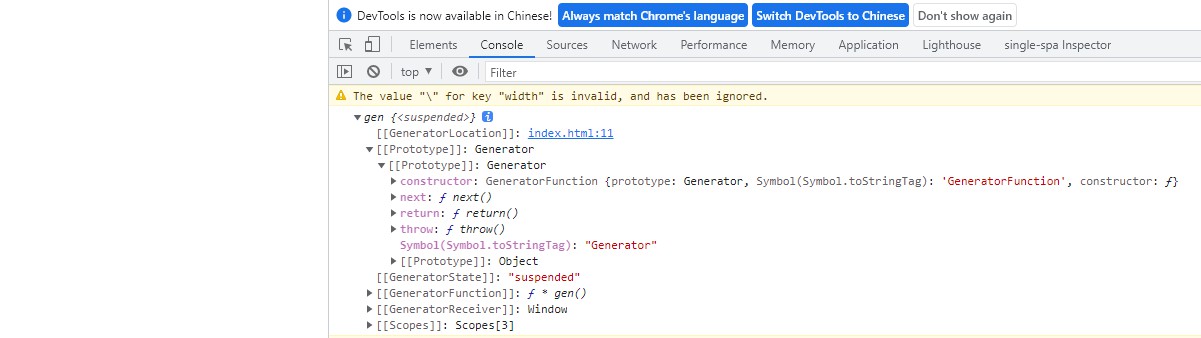 DevTools is now available in Chinese! Always match Chrome's language Switch DevTools to Chinese Don't show again
Elements Console Sources Network Performance Memory Application Lighthouse single-spa Inspector
top Filter
The value "\" for key "width" is invalid, and has been ignored.
gen {<suspended>}
[[GeneratorLocation]]: index.html:11
[[Prototype]]: Generator
[[Prototype]]: Generator
constructor: GeneratorFunction {prototype: Generator, Symbol(Symbol.toStringTag): 'GeneratorFunction', constructor: ƒ}
next: ƒ next()
return: ƒ return()
throw: ƒ throw()
Symbol(Symbol.toStringTag): "Generator"
[[Prototype]]: Object
[[GeneratorState]]: "suspended"
[[GeneratorFunction]]: ƒ * gen()
[[GeneratorReceiver]]: Window
[[Scopes]]: Scopes[3]